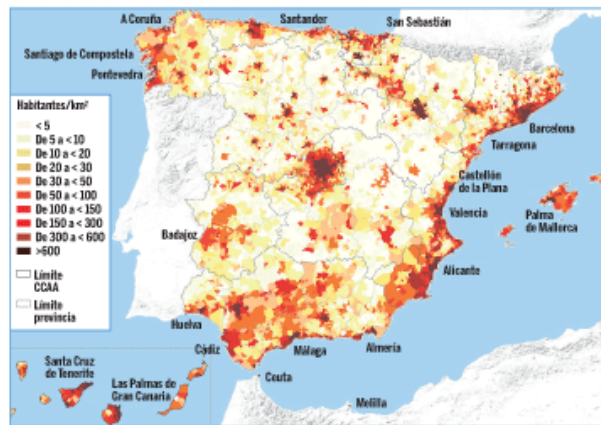 A Coruña
Santander
San Sebastián
Santiago de Compostela
Pontevedra
Habitantes/km²
< 5
De 5 a < 10
De 10 a < 20
De 20 a < 30
De 30 a < 50
De 50 a < 100
De 100 a < 150
De 150 a < 300
De 300 a < 600
>600
Límite
CCAA
Límite
provincia
Barcelona
Tarragona
Castellón
de la Plana
Valencia
Palma
de Mallorca
Badajoz
Alicante
Huelva
Cádiz
Málaga
Almería
Ceuta
Melilla
Santa Cruz
de Tenerife
Las Palmas de
Gran Canaria